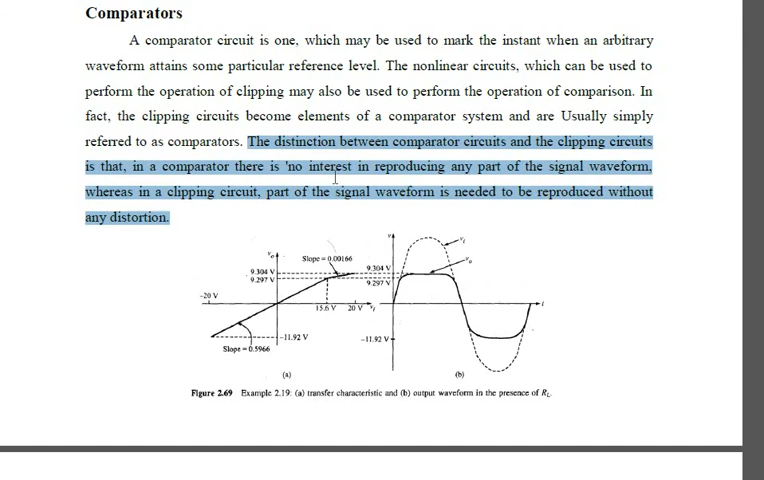 Comparators
A comparator circuit is one, which may be used to mark the instant when an arbitrary
waveform attains some particular reference level. The nonlinear circuits, which can be used to
perform the operation of clipping may also be used to perform the operation of comparison. In
fact, the clipping circuits become elements of a comparator system and are Usually simply
referred to as comparators. The distinction between comparator circuits and the clipping circuits
is that, in a comparator there is 'no interest in reproducing any part of the signal waveform,
whereas in a clipping circuit, part of the signal waveform is needed to be reproduced without
any distortion.
vo
Slope = 0.00166
9.304 V
9.297 V
-20 V
15.6 V 20 V vi
-11.92 V
Slope = 0.5966
(a)
v
vi
vo
9.304 V
9.297 V
t
-11.92 V
(b)
Figure 2.69 Example 2.19: (a) transfer characteristic and (b) output waveform in the presence of RL.